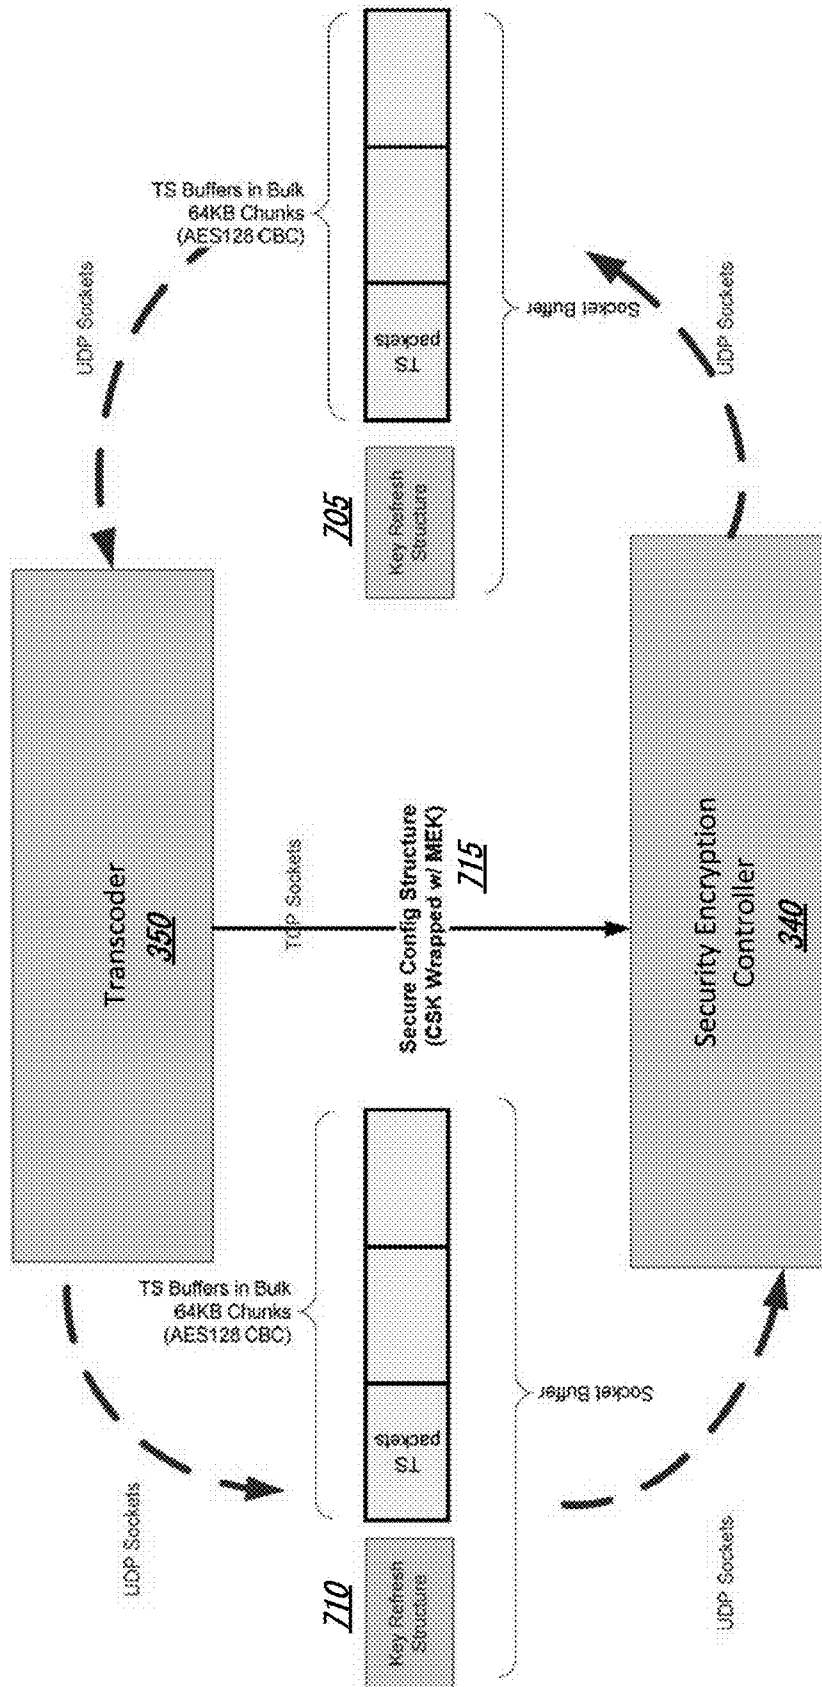 UDP Sockets
710
Key Refresh
Structure
TS Buffers in Bulk
64KB Chunks
(AES128 CBC)
TS
packets
Socket Buffer
UDP Sockets
Transcoder
350
TCP Sockets
Secure Config Structure
(CSK Wrapped w/ MEK)
715
Security Encryption
Controller
340
UDP Sockets
705
Key Refresh
Structure
TS Buffers in Bulk
64KB Chunks
(AES128 CBC)
TS
packets
Socket Buffer
UDP Sockets